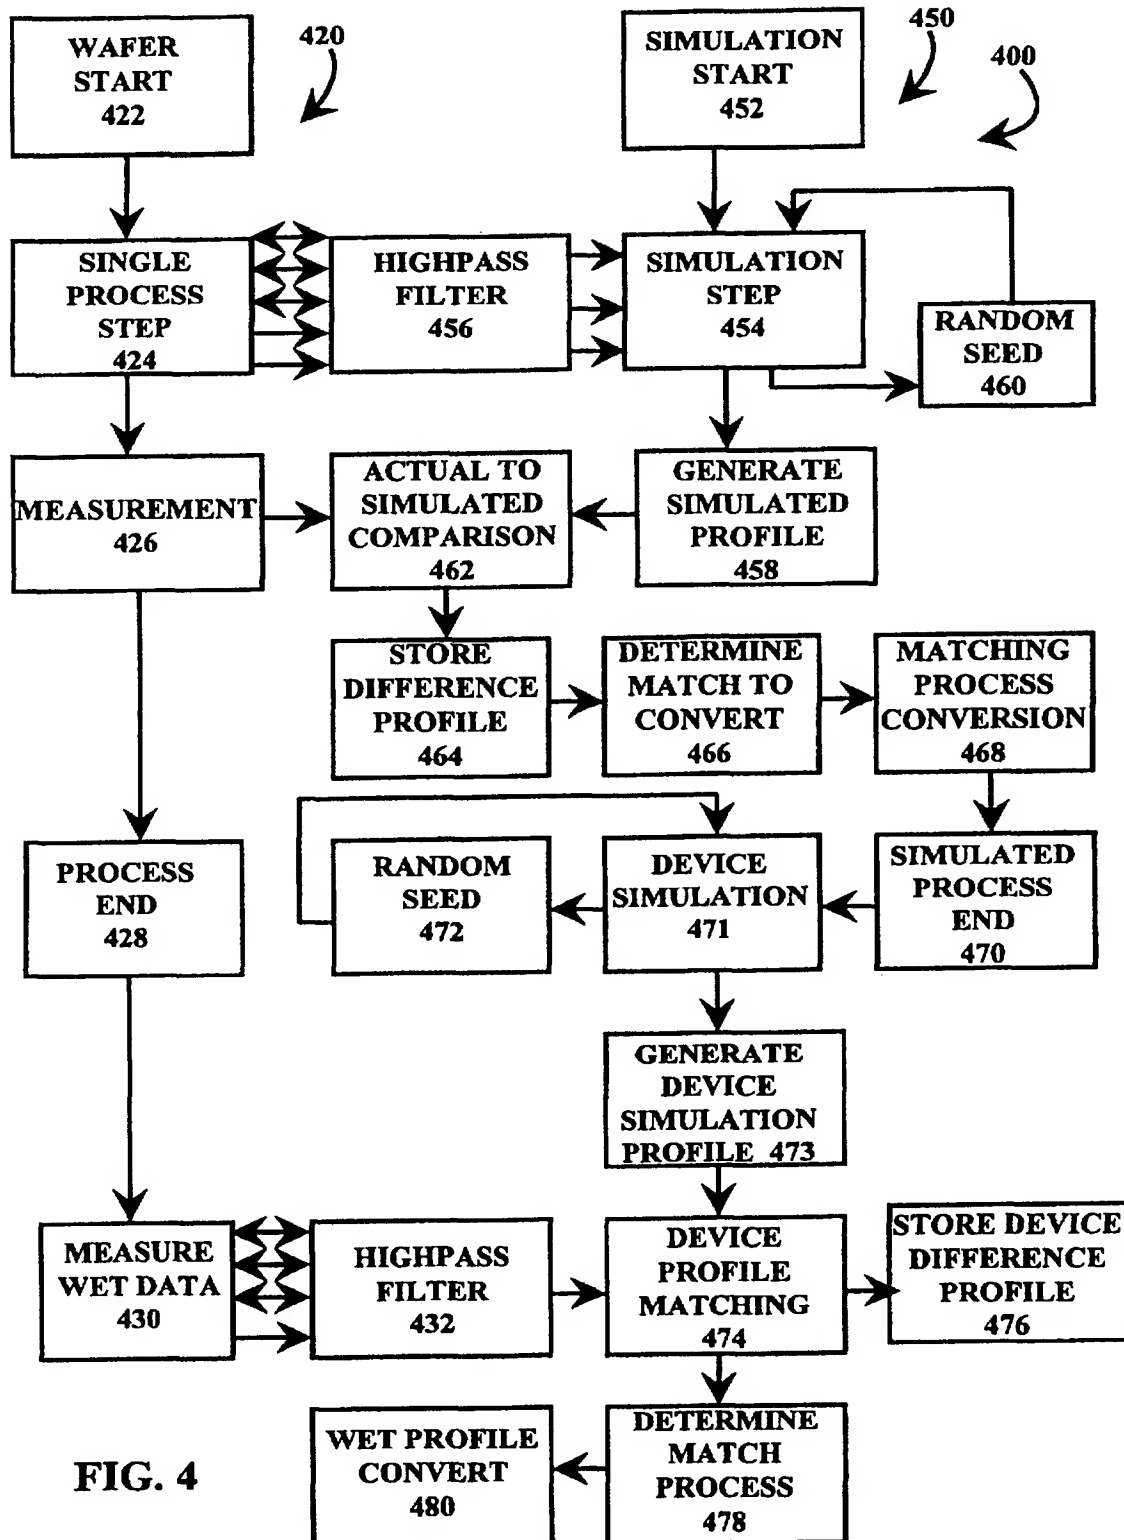 WAFER
START
422
420
SIMULATION
START
452
450
400
SINGLE
PROCESS
STEP
424
HIGHPASS
FILTER
456
SIMULATION
STEP
454
RANDOM
SEED
460
MEASUREMENT
426
ACTUAL TO
SIMULATED
COMPARISON
462
GENERATE
SIMULATED
PROFILE
458
STORE
DIFFERENCE
PROFILE
464
DETERMINE
MATCH TO
CONVERT
466
MATCHING
PROCESS
CONVERSION
468
PROCESS
END
428
RANDOM
SEED
472
DEVICE
SIMULATION
471
SIMULATED
PROCESS
END
470
GENERATE
DEVICE
SIMULATION
PROFILE 473
MEASURE
WET DATA
430
HIGHPASS
FILTER
432
DEVICE
PROFILE
MATCHING
474
STORE DEVICE
DIFFERENCE
PROFILE
476
WET PROFILE
CONVERT
480
DETERMINE
MATCH
PROCESS
478
FIG. 4